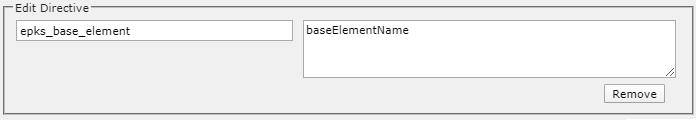 Edit Directive
epks_base_element
baseElementName
Remove